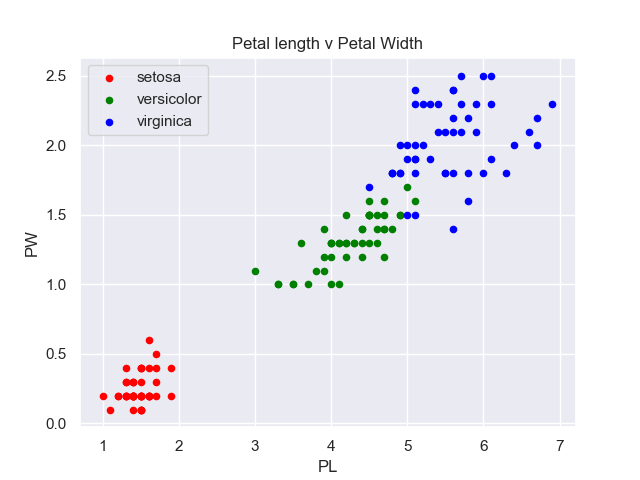 Petal length v Petal Width
setosa
versicolor
virginica
PW
2.5
2.0
1.5
1.0
0.5
0.0
1 2 3 4 5 6 7
PL